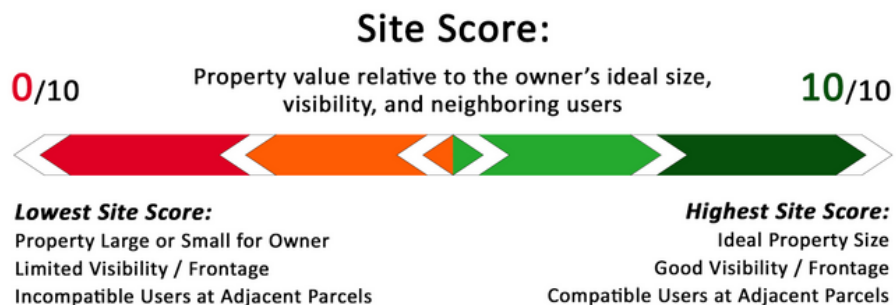 Site Score:
0/10
Property value relative to the owner's ideal size,
visibility, and neighboring users
10/10
Lowest Site Score:
Property Large or Small for Owner
Limited Visibility / Frontage
Incompatible Users at Adjacent Parcels
Highest Site Score:
Ideal Property Size
Good Visibility / Frontage
Compatible Users at Adjacent Parcels